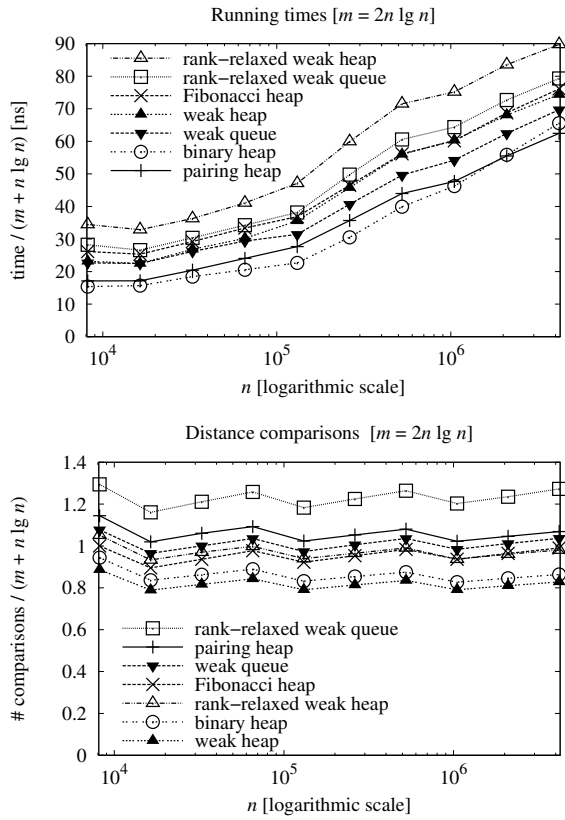 Running times [m = 2n lg n]
90
80
70
60
50
40
30
20
10
0
time / (m + n lg n) [ns]
rank−relaxed weak heap
rank−relaxed weak queue
Fibonacci heap
weak heap
weak queue
binary heap
pairing heap
10^4
10^5
10^6
n [logarithmic scale]
Distance comparisons [m = 2n lg n]
1.4
1.2
1
0.8
0.6
0.4
0.2
0
# comparisons / (m + n lg n)
rank−relaxed weak queue
pairing heap
weak queue
Fibonacci heap
rank−relaxed weak heap
binary heap
weak heap
10^4
10^5
10^6
n [logarithmic scale]